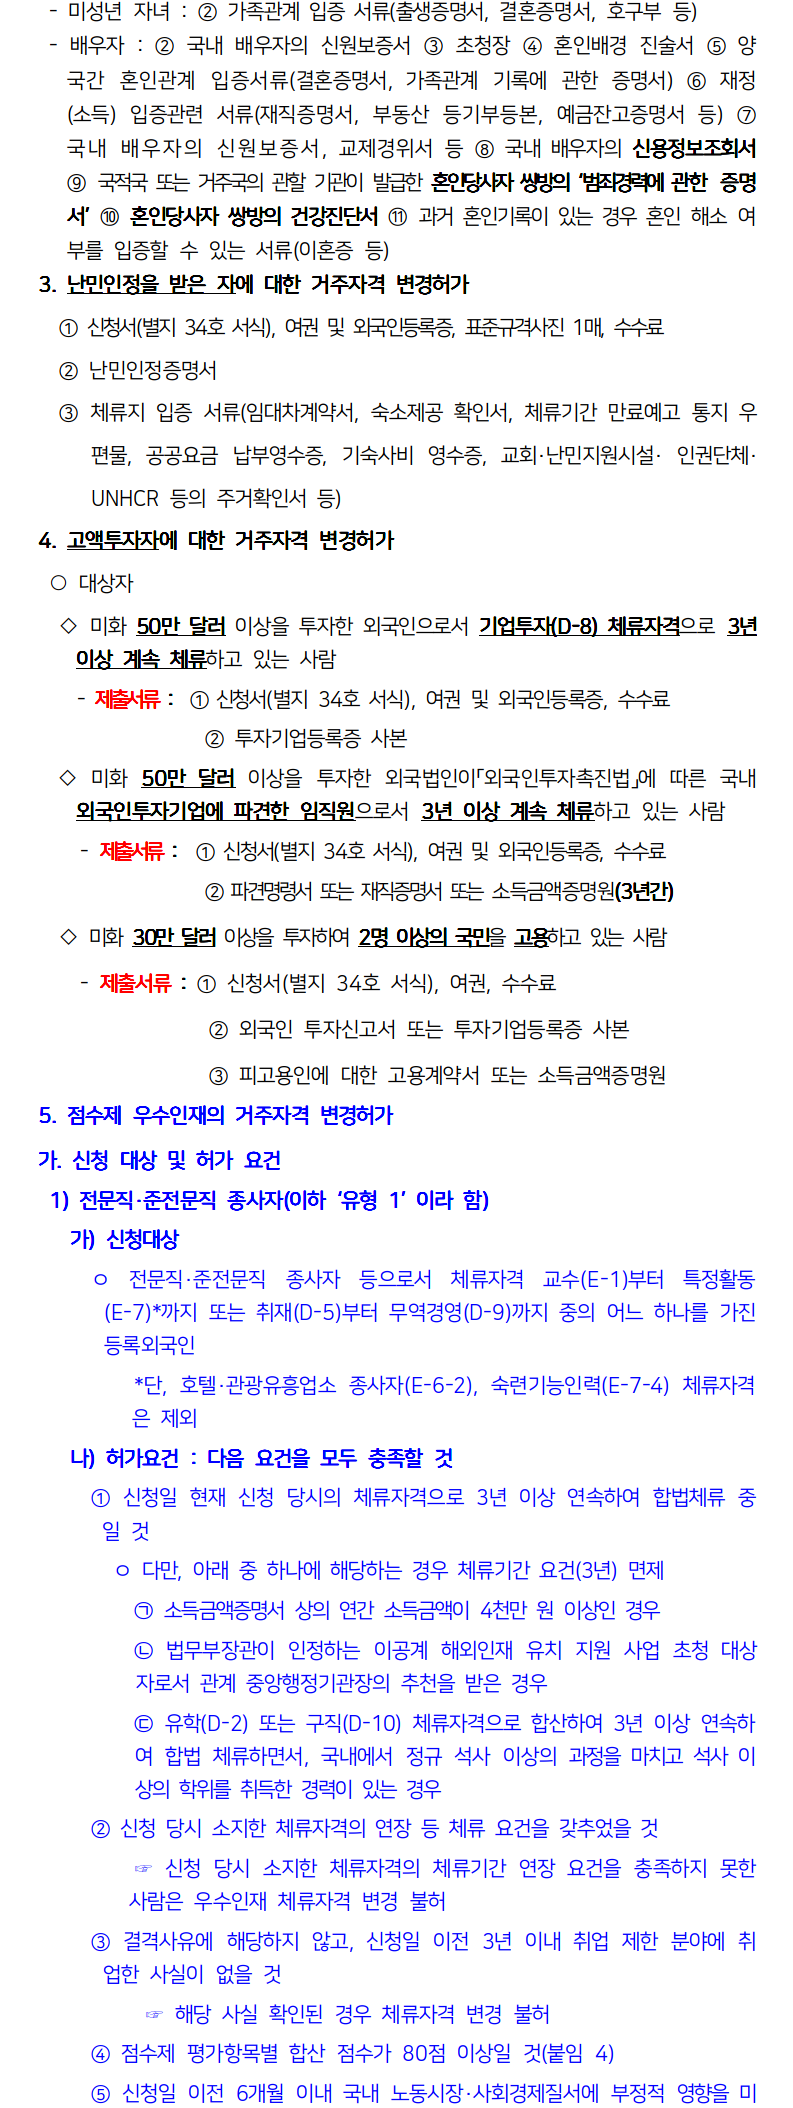 - 미성년 자녀 : ② 가족관계 입증 서류(출생증명서, 결혼증명서, 호구부 등)
- 배우자 : ② 국내 배우자의 신원보증서 ③ 초청장 ④ 혼인배경 진술서 ⑤ 양
국간 혼인관계 입증서류(결혼증명서, 가족관계 기록에 관한 증명서) ⑥ 재정
(소득) 입증관련 서류(재직증명서, 부동산 등기부등본, 예금잔고증명서 등) ⑦
국내 배우자의 신원보증서, 교제경위서 등 ⑧ 국내 배우자의 신용정보조회서
⑨ 국적국 또는 거주국의 관할 기관이 발급한 혼인당사자 쌍방의 ‘범죄경력에 관한 증명
서’ ⑩ 혼인당사자 쌍방의 건강진단서 ⑪ 과거 혼인기록이 있는 경우 혼인 해소 여
부를 입증할 수 있는 서류(이혼증 등)
3. 난민인정을 받은 자에 대한 거주자격 변경허가
① 신청서(별지 34호 서식), 여권 및 외국인등록증, 표준규격사진 1매, 수수료
② 난민인정증명서
③ 체류지 입증 서류(임대차계약서, 숙소제공 확인서, 체류기간 만료예고 통지 우
편물, 공공요금 납부영수증, 기숙사비 영수증, 교회·난민지원시설· 인권단체·
UNHCR 등의 주거확인서 등)
4. 고액투자자에 대한 거주자격 변경허가
○ 대상자
◇ 미화 50만 달러 이상을 투자한 외국인으로서 기업투자(D-8) 체류자격으로 3년
이상 계속 체류하고 있는 사람
- 제출서류 : ① 신청서(별지 34호 서식), 여권 및 외국인등록증, 수수료
② 투자기업등록증 사본
◇ 미화 50만 달러 이상을 투자한 외국법인이「외국인투자촉진법」에 따른 국내
외국인투자기업에 파견한 임직원으로서 3년 이상 계속 체류하고 있는 사람
- 제출서류 : ① 신청서(별지 34호 서식), 여권 및 외국인등록증, 수수료
② 파견명령서 또는 재직증명서 또는 소득금액증명원(3년간)
◇ 미화 30만 달러 이상을 투자하여 2명 이상의 국민을 고용하고 있는 사람
- 제출서류 : ① 신청서(별지 34호 서식), 여권, 수수료
② 외국인 투자신고서 또는 투자기업등록증 사본
③ 피고용인에 대한 고용계약서 또는 소득금액증명원
5. 점수제 우수인재의 거주자격 변경허가
가. 신청 대상 및 허가 요건
1) 전문직·준전문직 종사자(이하 ‘유형 1’ 이라 함)
가) 신청대상
ㅇ 전문직·준전문직 종사자 등으로서 체류자격 교수(E-1)부터 특정활동
(E-7)*까지 또는 취재(D-5)부터 무역경영(D-9)까지 중의 어느 하나를 가진
등록외국인
*단, 호텔·관광유흥업소 종사자(E-6-2), 숙련기능인력(E-7-4) 체류자격
은 제외
나) 허가요건 : 다음 요건을 모두 충족할 것
① 신청일 현재 신청 당시의 체류자격으로 3년 이상 연속하여 합법체류 중
일 것
ㅇ 다만, 아래 중 하나에 해당하는 경우 체류기간 요건(3년) 면제
㉠ 소득금액증명서 상의 연간 소득금액이 4천만 원 이상인 경우
㉡ 법무부장관이 인정하는 이공계 해외인재 유치 지원 사업 초청 대상
자로서 관계 중앙행정기관장의 추천을 받은 경우
㉢ 유학(D-2) 또는 구직(D-10) 체류자격으로 합산하여 3년 이상 연속하
여 합법 체류하면서, 국내에서 정규 석사 이상의 과정을 마치고 석사 이
상의 학위를 취득한 경력이 있는 경우
② 신청 당시 소지한 체류자격의 연장 등 체류 요건을 갖추었을 것
☞ 신청 당시 소지한 체류자격의 체류기간 연장 요건을 충족하지 못한
사람은 우수인재 체류자격 변경 불허
③ 결격사유에 해당하지 않고, 신청일 이전 3년 이내 취업 제한 분야에 취
업한 사실이 없을 것
☞ 해당 사실 확인된 경우 체류자격 변경 불허
④ 점수제 평가항목별 합산 점수가 80점 이상일 것(붙임 4)
⑤ 신청일 이전 6개월 이내 국내 노동시장·사회경제질서에 부정적 영향을 미